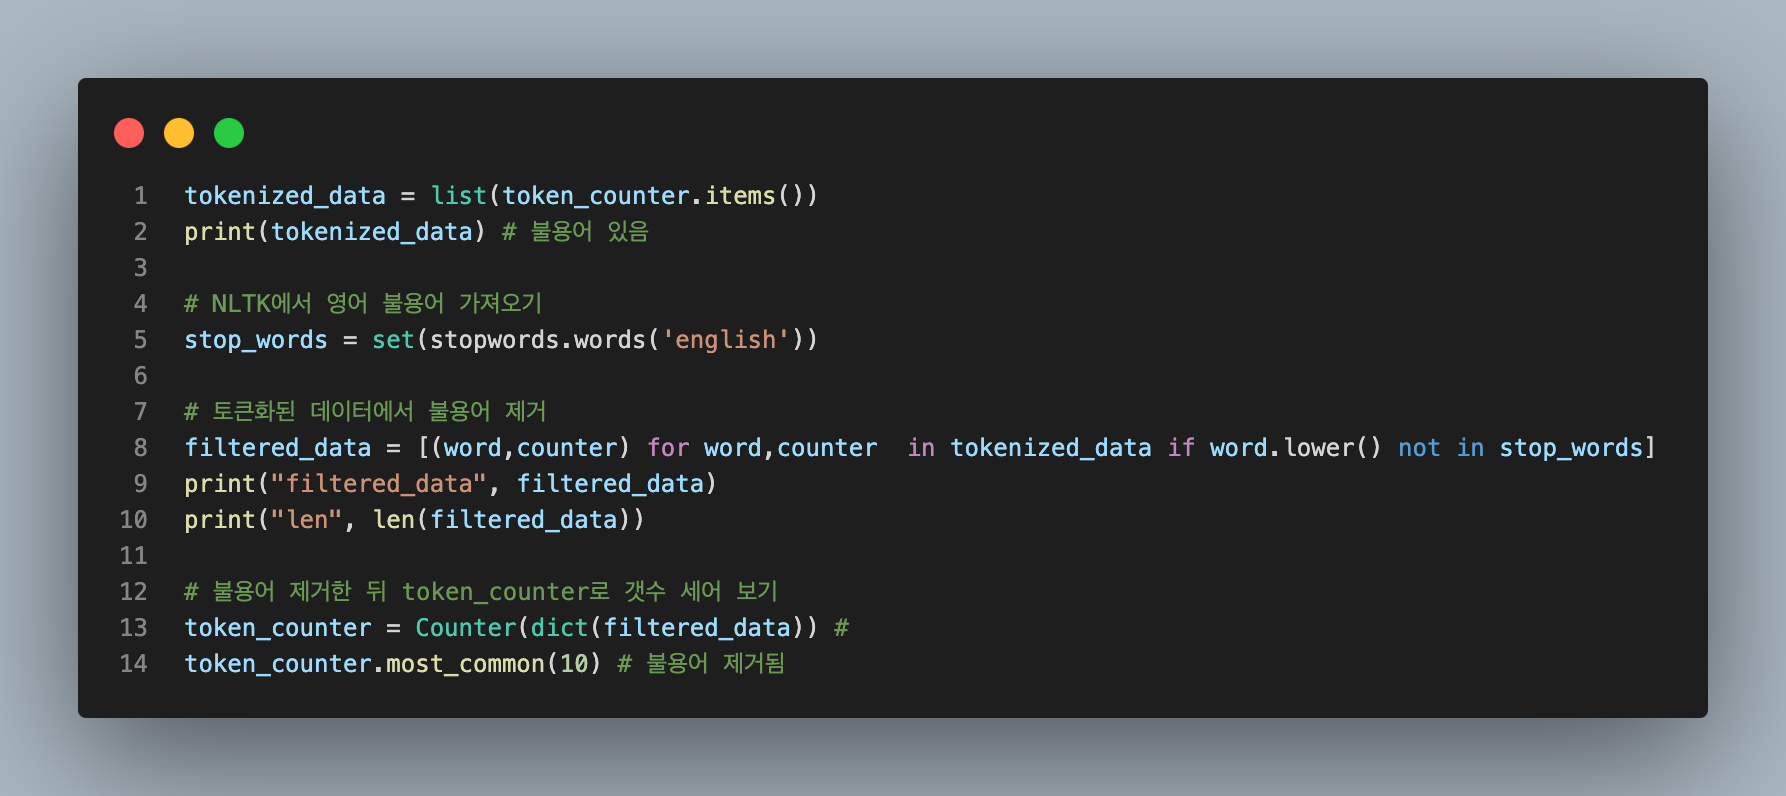 1 tokenized_data = list(token_counter.items())
2 print(tokenized_data) # 불용어 있음
3
4 # NLTK에서 영어 불용어 가져오기
5 stop_words = set(stopwords.words('english'))
6
7 # 토큰화된 데이터에서 불용어 제거
8 filtered_data = [(word,counter) for word,counter  in tokenized_data if word.lower() not in stop_words]
9 print("filtered_data", filtered_data)
10 print("len", len(filtered_data))
11
12 # 불용어 제거한 뒤 token_counter로 갯수 세어 보기
13 token_counter = Counter(dict(filtered_data)) #
14 token_counter.most_common(10) # 불용어 제거됨